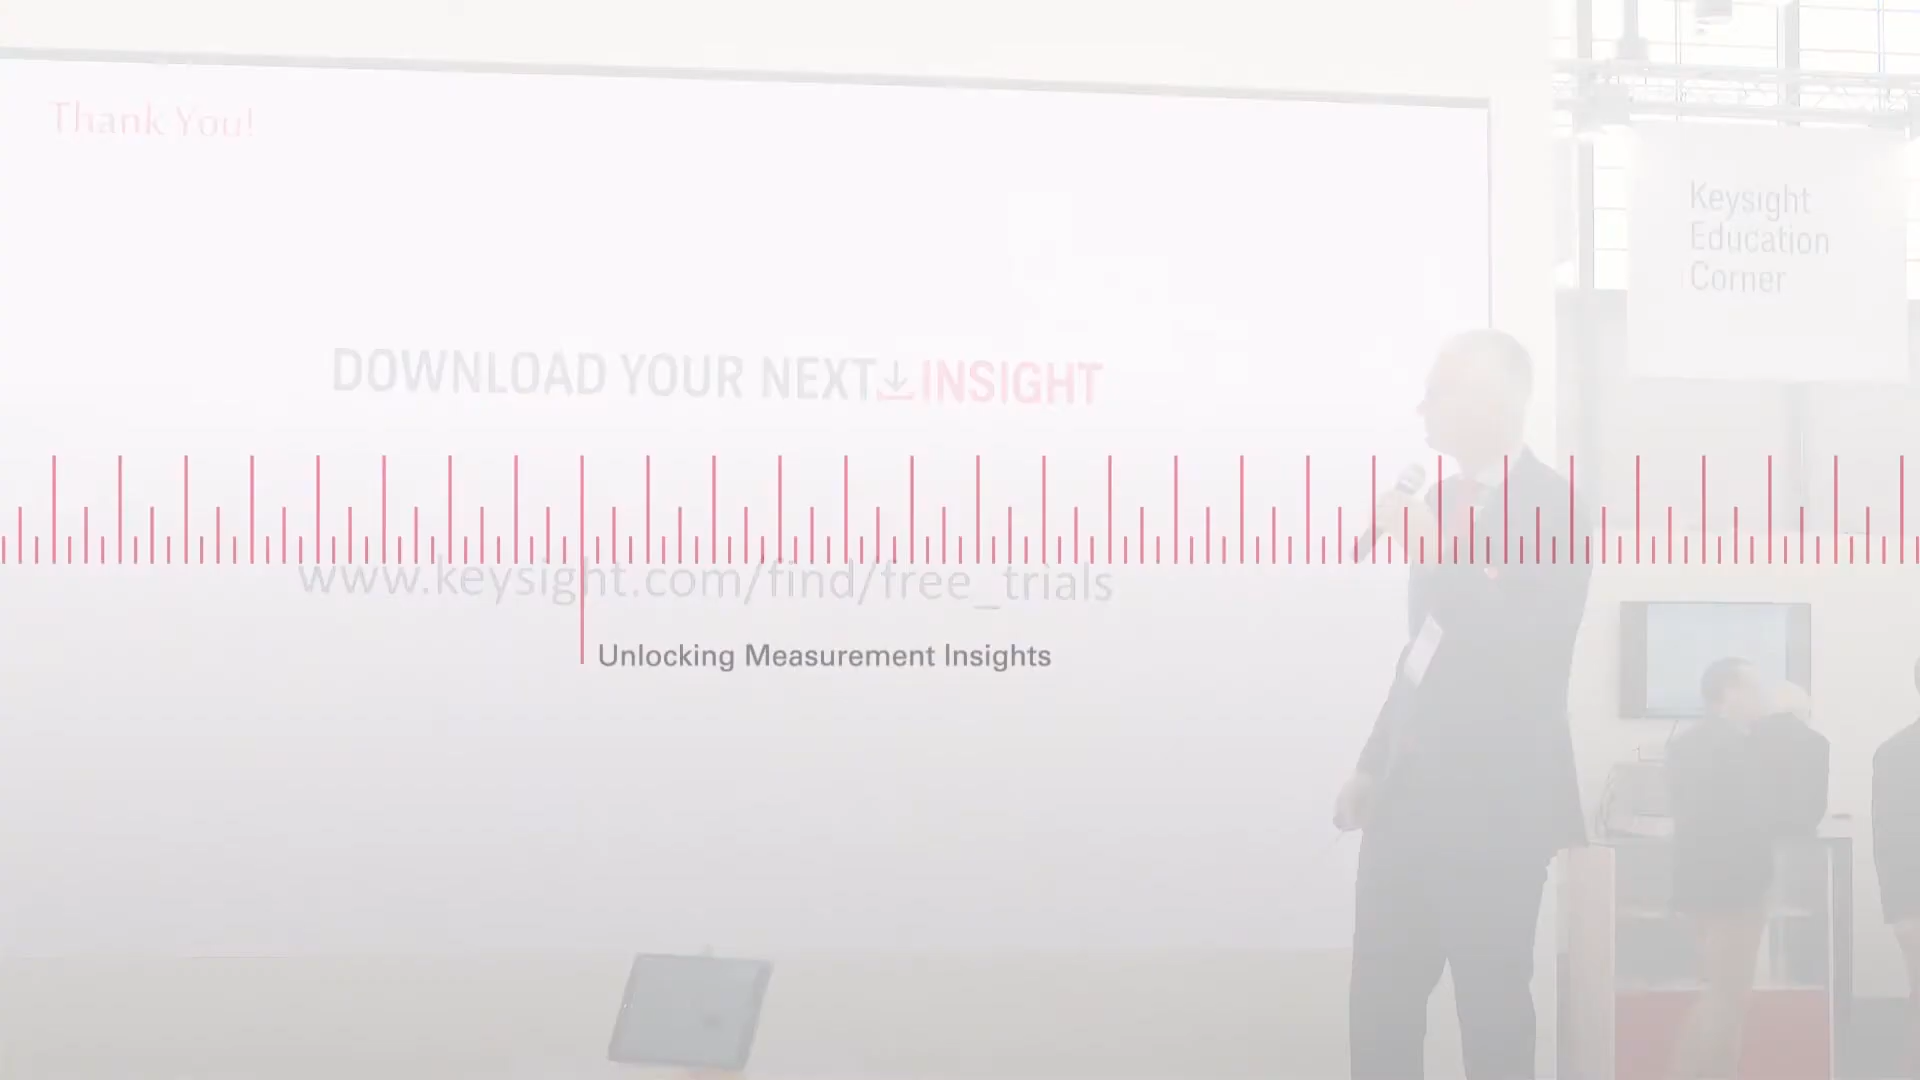 Thank You!
Keysight
Education
Corner
DOWNLOAD YOUR NEXT INSIGHT
www.keysight.com/find/free_trials
Unlocking Measurement Insights